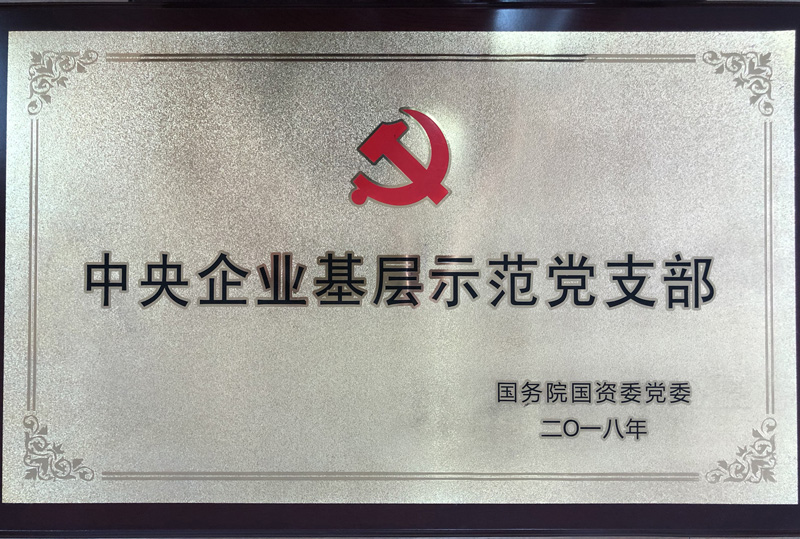 中央企业基层示范党支部
国务院国资委党委
二〇一八年